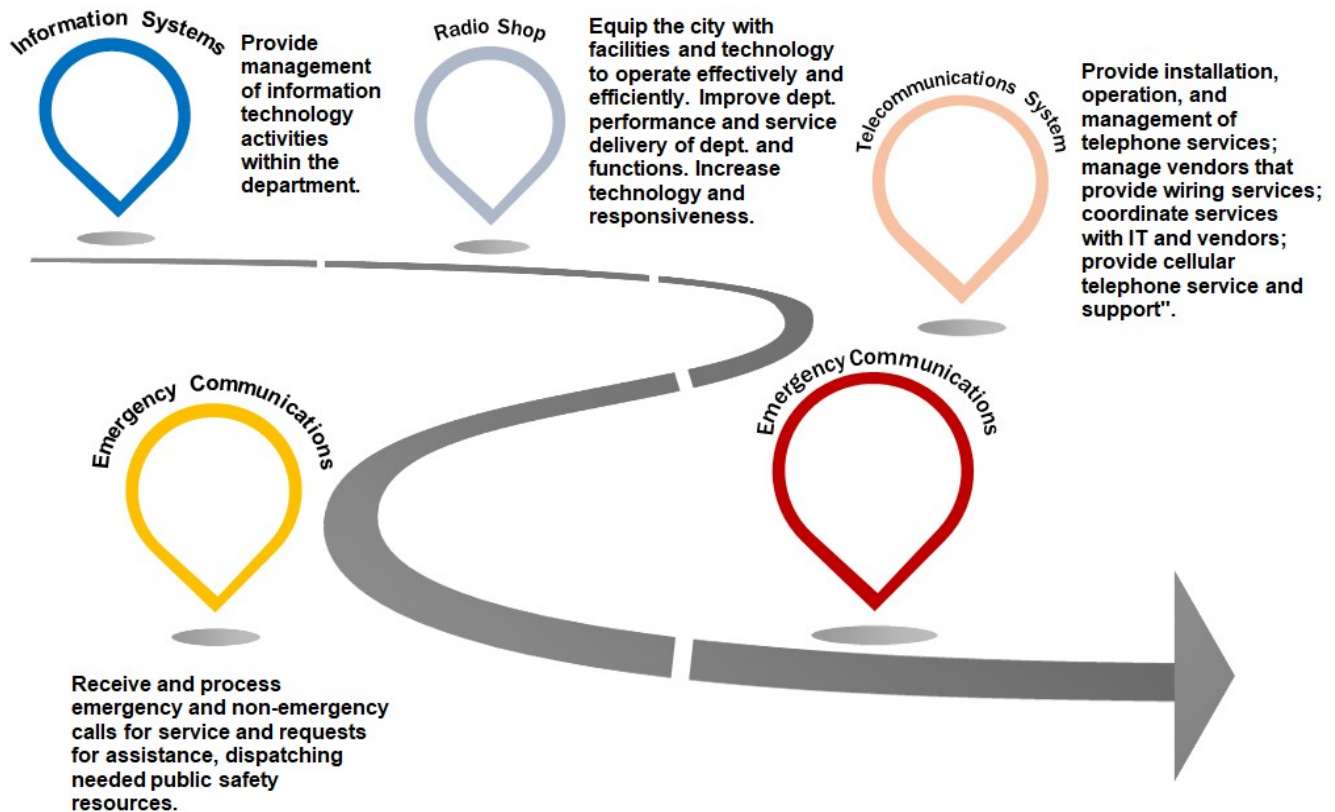 Information Systems
Provide
management
of information
technology
activities
within the
department.
Radio Shop
Equip the city with
facilities and technology
to operate effectively and
efficiently. Improve dept.
performance and service
delivery of dept. and
functions. Increase
technology and
responsiveness.
Telecommunications System
Provide installation,
operation, and
management of
telephone services;
manage vendors that
provide wiring services;
coordinate services
with IT and vendors;
provide cellular
telephone service and
support".
Emergency Communications
Receive and process
emergency and non-emergency
calls for service and requests
for assistance, dispatching
needed public safety
resources.
Emergency Communications